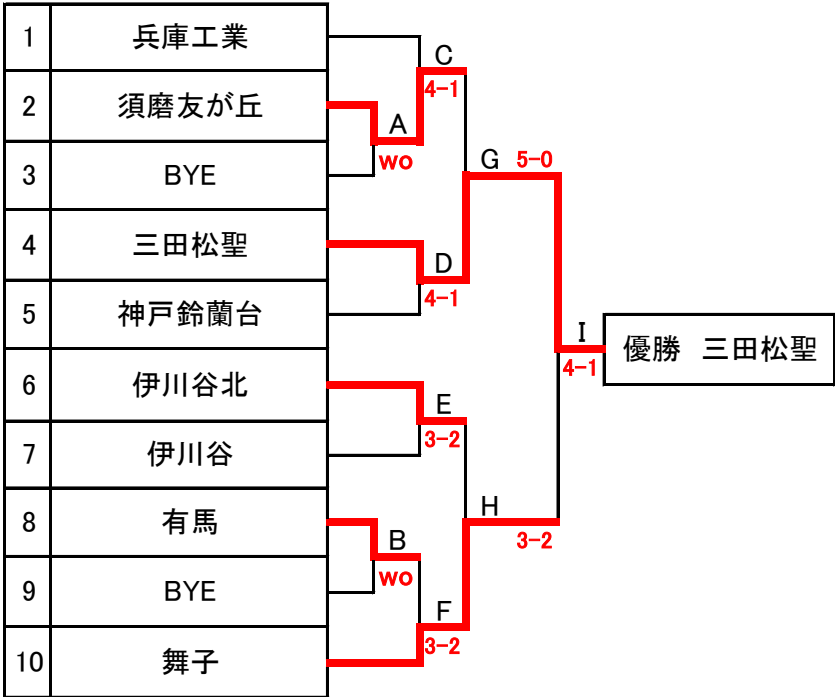 1 兵庫工業
2 須磨友が丘
3 BYE
4 三田松聖
5 神戸鈴蘭台
6 伊川谷北
7 伊川谷
8 有馬
9 BYE
10 舞子
A
wo
B
wo
C
4-1
D
4-1
E
3-2
F
3-2
G 5-0
H
3-2
I
4-1
優勝 三田松聖